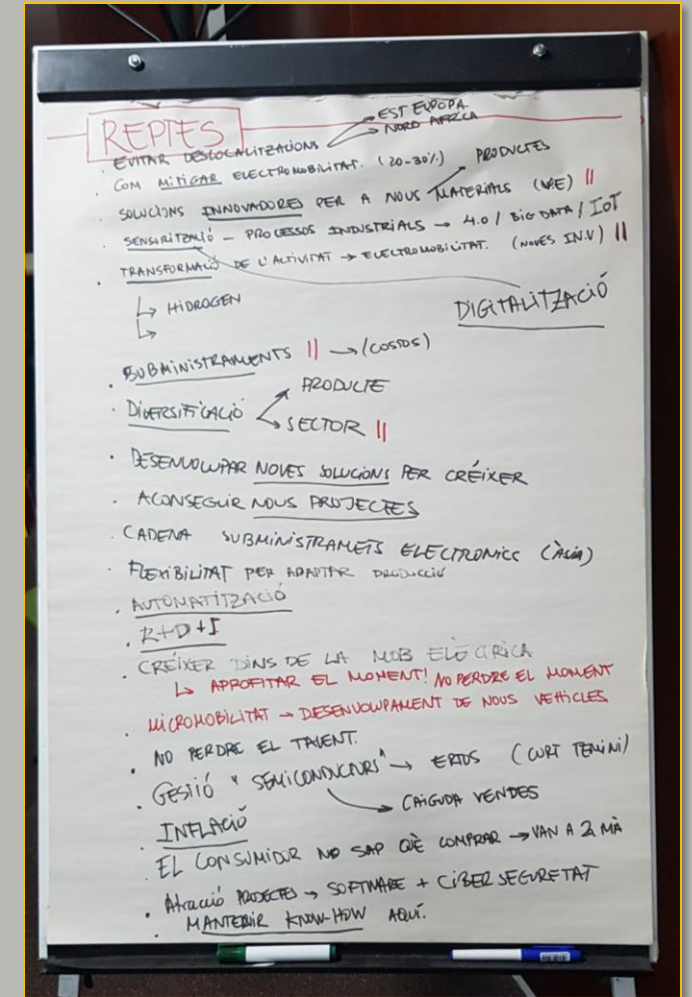 REPTES
· EVITAR DESLOCALITZACIONS → EST EUROPA.
→ NORD AFRICA
· COM MITIGAR ELECTROMOBILITAT. (20-30%)
PRODUCTES
· SOLUCIONS INNOVADORES PER A NOUS MATERIALS (VE) ||
· SENSORITZACIÓ – PROCESSOS INDUSTRIALS → 4.0 / BIG DATA / IoT
· TRANSFORMACIÓ DE L'ACTIVITAT → ELECTROMOBILITAT. (NOVES IN.V) ||
↳ HIDROGEN
↳
DIGITALITZACIÓ
· SUBMINISTRAMENTS || → (COSTOS)
· DIVERSIFICACIÓ → PRODUCTE
→ SECTOR ||
· DESENVOLUPAR NOVES SOLUCIONS PER CRÉIXER
· ACONSEGUIR NOUS PROJECTES
· CADENA SUBMINISTRAMETS ELECTRONICS (ÀSIA)
· FLEXIBILITAT PER ADAPTAR PRODUCCIÓ
· AUTOMATITZACIÓ
· R+D+I
· CRÉIXER DINS DE LA MOB ELÈCTRICA
↳ APROFITAR EL MOMENT! NO PERDRE EL MOMENT
· MICROMOBILITAT → DESENVOLUPAMENT DE NOUS VEHICLES
· NO PERDRE EL TALENT.
· GESTIÓ "SEMICONDUCTORS" → ERTOS (CURT TERMINI)
→ CAIGUDA VENDES
· INFLACIÓ
· EL CONSUMIDOR NO SAP QUÈ COMPRAR → VAN A 2ª MÀ
· Atracció PROJECTES → SOFTWARE + CIBERSEGURETAT
· MANTENIR KNOW-HOW AQUÍ.